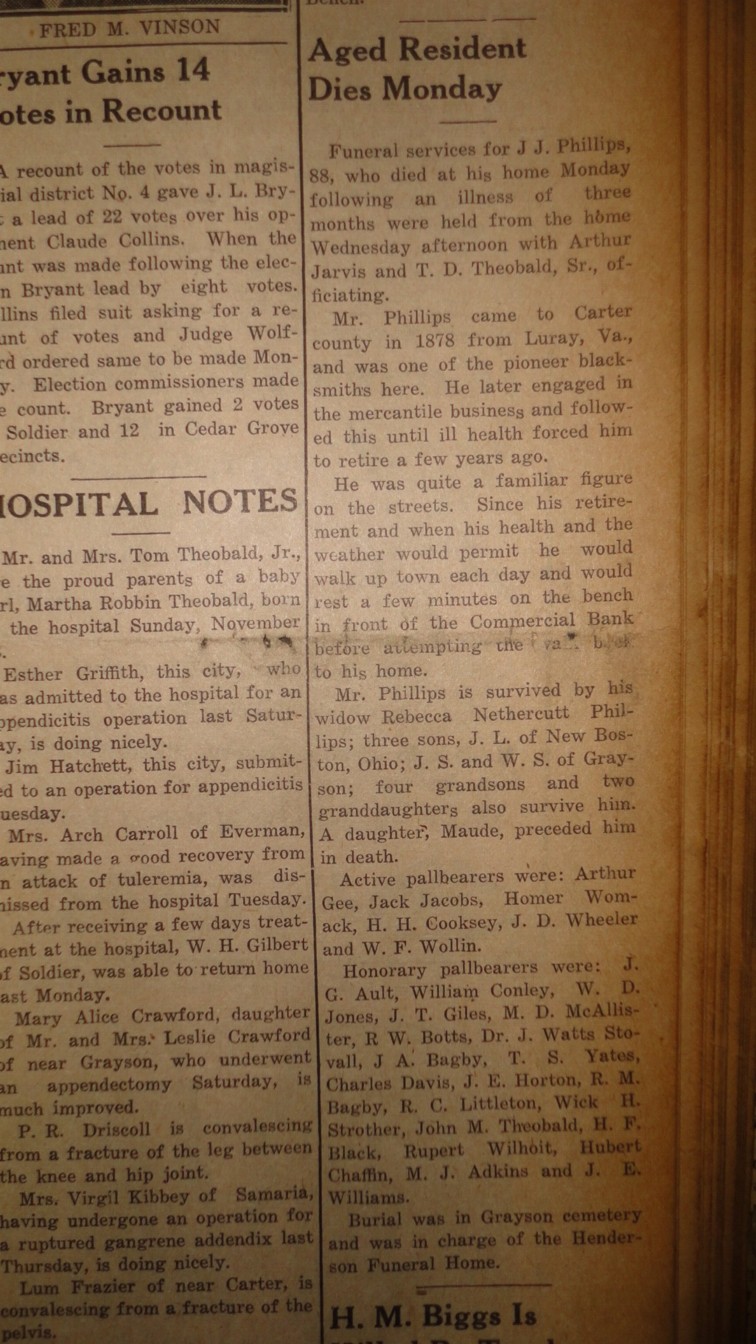 FRED M. VINSON
ryant Gains 14
otes in Recount
A recount of the votes in magis-
ial district No. 4 gave J. L. Bry-
t a lead of 22 votes over his op-
nent Claude Collins. When the
unt was made following the elec-
n Bryant lead by eight votes.
llins filed suit asking for a re-
unt of votes and Judge Wolf-
rd ordered same to be made Mon-
y. Election commissioners made
e count. Bryant gained 2 votes
Soldier and 12 in Cedar Grove
ecincts.
HOSPITAL NOTES
Mr. and Mrs. Tom Theobald, Jr.,
e the proud parents of a baby
rl, Martha Robbin Theobald, born
the hospital Sunday, November
.
Esther Griffith, this city, who
as admitted to the hospital for an
ppendicitis operation last Satur-
ay, is doing nicely.
Jim Hatchett, this city, submit-
ed to an operation for appendicitis
uesday.
Mrs. Arch Carroll of Everman,
aving made a good recovery from
n attack of tuleremia, was dis-
missed from the hospital Tuesday.
After receiving a few days treat-
ment at the hospital, W. H. Gilbert
of Soldier, was able to return home
ast Monday.
Mary Alice Crawford, daughter
of Mr. and Mrs. Leslie Crawford
of near Grayson, who underwent
an appendectomy Saturday, is
much improved.
P. R. Driscoll is convalescing
from a fracture of the leg between
the knee and hip joint.
Mrs. Virgil Kibbey of Samaria,
having undergone an operation for
a ruptured gangrene addendix last
Thursday, is doing nicely.
Lum Frazier of near Carter, is
convalescing from a fracture of the
pelvis.
Aged Resident
Dies Monday
Funeral services for J J. Phillips,
88, who died at his home Monday
following an illness of three
months were held from the home
Wednesday afternoon with Arthur
Jarvis and T. D. Theobald, Sr., of-
ficiating.
Mr. Phillips came to Carter
county in 1878 from Luray, Va.,
and was one of the pioneer black-
smiths here. He later engaged in
the mercantile business and follow-
ed this until ill health forced him
to retire a few years ago.
He was quite a familiar figure
on the streets. Since his retire-
ment and when his health and the
weather would permit he would
walk up town each day and would
rest a few minutes on the bench
in front of the Commercial Bank
before attempting the
to his home.
Mr. Phillips is survived by his
widow Rebecca Nethercutt Phil-
lips; three sons, J. L. of New Bos-
ton, Ohio; J. S. and W. S. of Gray-
son; four grandsons and two
granddaughters also survive him.
A daughter, Maude, preceded him
in death.
Active pallbearers were: Arthur
Gee, Jack Jacobs, Homer Wom-
ack, H. H. Cooksey, J. D. Wheeler
and W. F. Wollin.
Honorary pallbearers were: J.
G. Ault, William Conley, W. D.
Jones, J. T. Giles, M. D. McAllis-
ter, R W. Botts, Dr. J. Watts Sto-
vall, J A. Bagby, T. S. Yates,
Charles Davis, J. E. Horton, R. M.
Bagby, R. C. Littleton, Wick H.
Strother, John M. Theobald, H. F.
Black, Rupert Wilhoit, Hubert
Chaffin, M. J. Adkins and J. E.
Williams.
Burial was in Grayson cemetery
and was in charge of the Hender-
son Funeral Home.
H. M. Biggs Is